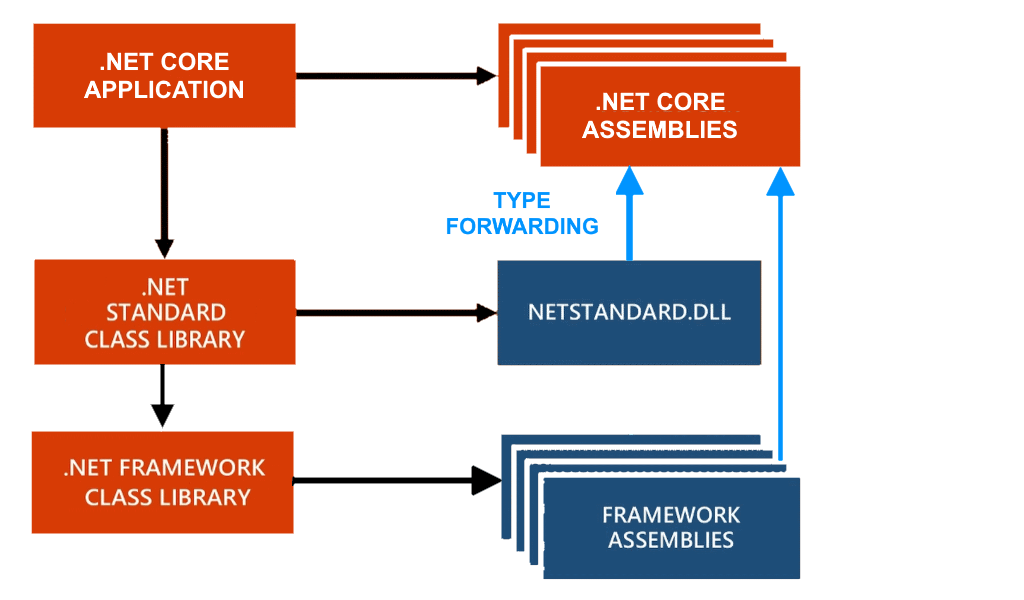 .NET CORE
APPLICATION
.NET CORE
ASSEMBLIES
TYPE
FORWARDING
.NET
STANDARD
CLASS LIBRARY
NETSTANDARD.DLL
.NET FRAMEWORK
CLASS LIBRARY
FRAMEWORK
ASSEMBLIES